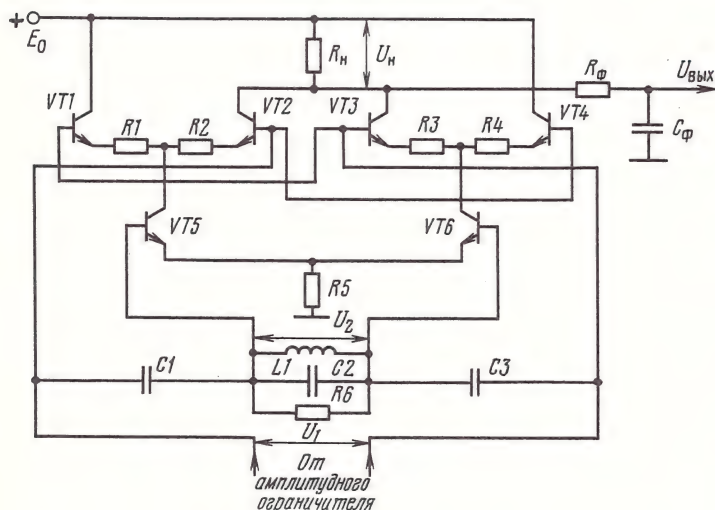 + E₀
Rн
Uн
Rф
Uвых
VT1
VT2
VT3
VT4
R1
R2
R3
R4
Cф
VT5
VT6
R5
U₂
C1
L1
C2
C3
R6
U₁
От
амплитудного
ограничителя